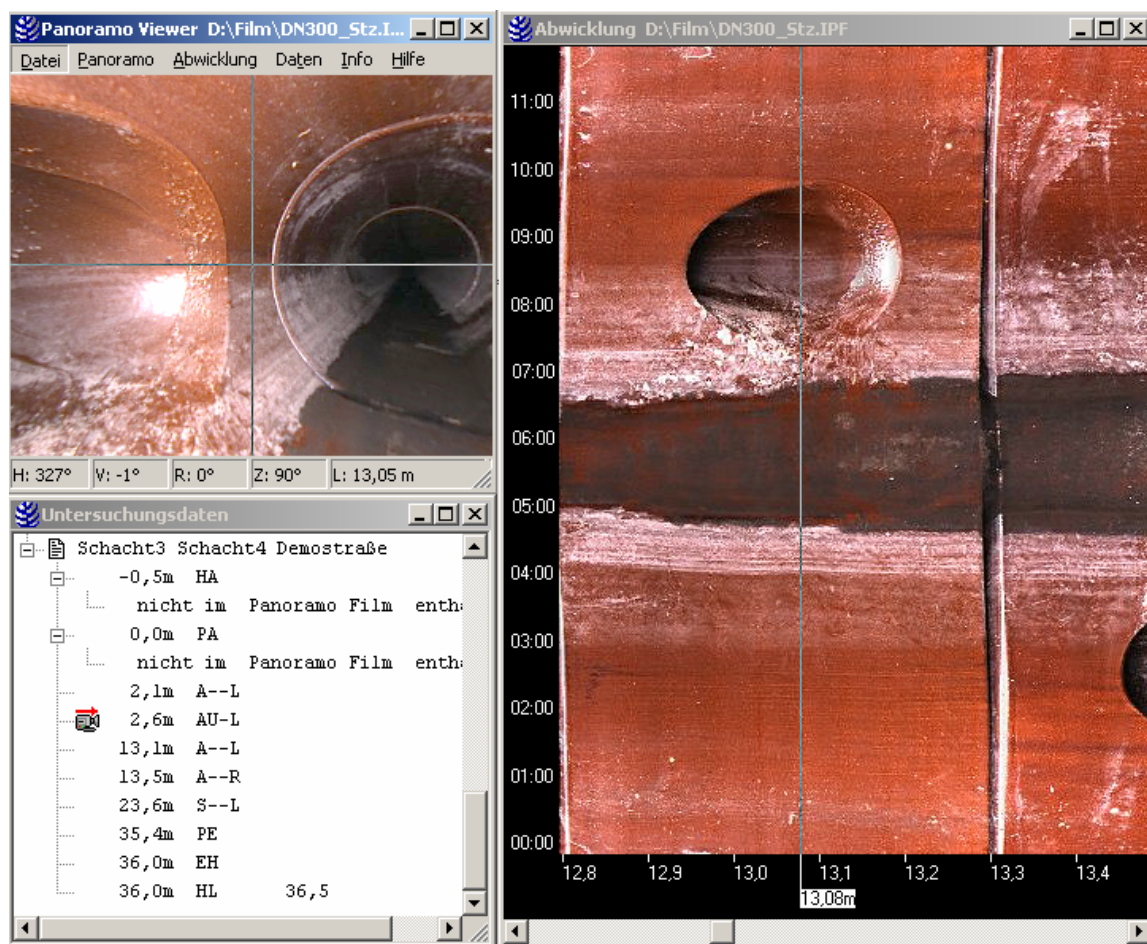 Panoramo Viewer D:\Film\DN300_Stz.I...
Datei Panoramo Abwicklung Daten Info Hilfe
H: 327° V: -1° R: 0° Z: 90° L: 13,05 m
Untersuchungsdaten
Schacht3 Schacht4 Demostraße
-0,5m HA
nicht im Panoramo Film enth
0,0m PA
nicht im Panoramo Film enth
2,1m A--L
2,6m AU-L
13,1m A--L
13,5m A--R
23,6m S--L
35,4m PE
36,0m EH
36,0m HL 36,5
Abwicklung D:\Film\DN300_Stz.IPF
11:00
10:00
09:00
08:00
07:00
06:00
05:00
04:00
03:00
02:00
01:00
00:00
12,8 12,9 13,0 13,1 13,2 13,3 13,4
13,08m